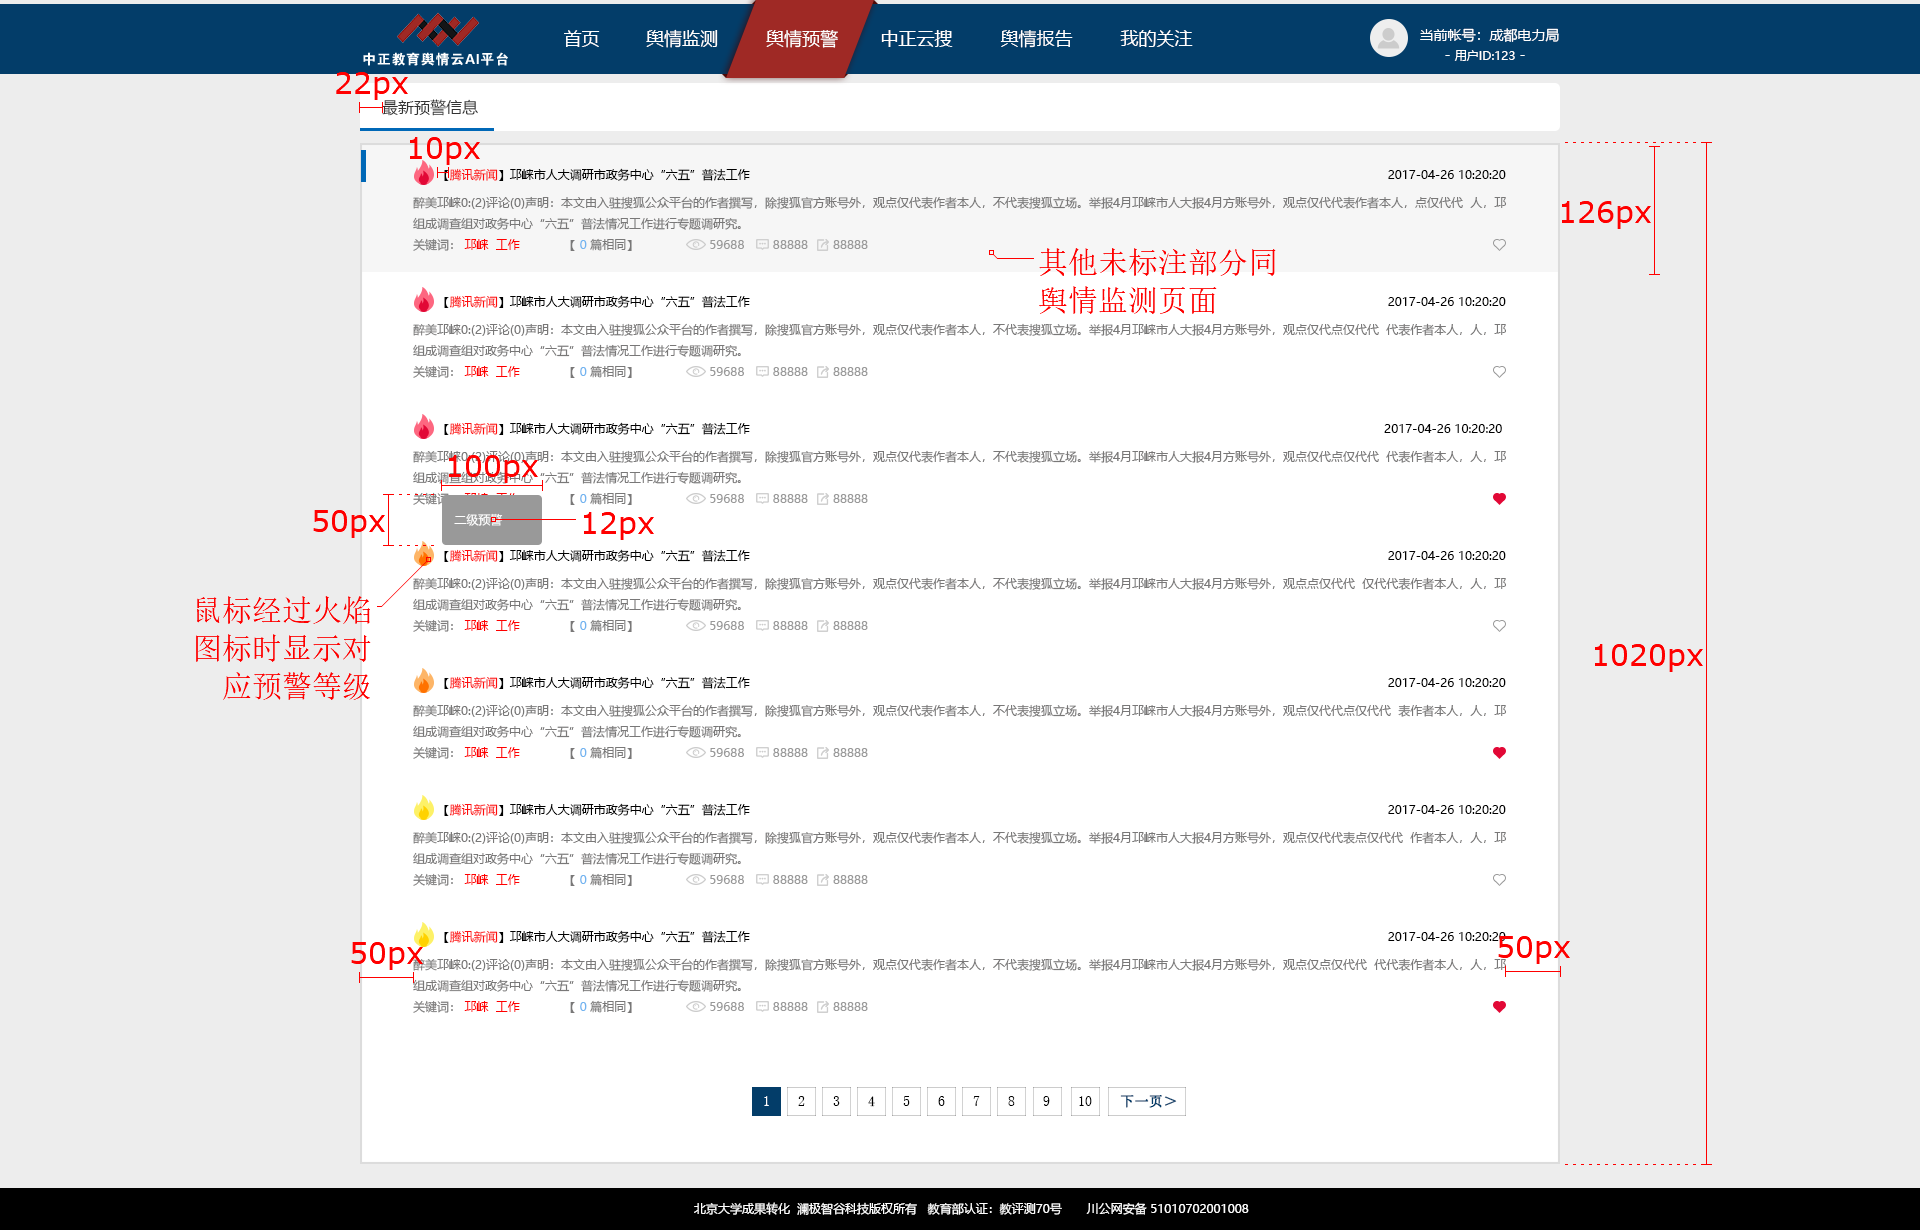 中正教育舆情云AI平台
首页 舆情监测 舆情预警 中正云搜 舆情报告 我的关注
当前帐号：成都电力局
- 用户ID:123 -
22px
最新预警信息
10px
【腾讯新闻】邛崃市人大调研市政务中心“六五”普法工作 2017-04-26 10:20:20
醉美邛崃0:(2)评论(0)声明：本文由入驻搜狐公众平台的作者撰写，除搜狐官方账号外，观点仅代表作者本人，不代表搜狐立场。举报4月邛崃市人大报4月方账号外，观点仅代代表作者本人，点仅代代 人，邛
组成调查组对政务中心“六五”普法情况工作进行专题调研究。
关键词： 邛崃 工作 【 0 篇相同】 59688 88888 88888
126px
其他未标注部分同
舆情监测页面
【腾讯新闻】邛崃市人大调研市政务中心“六五”普法工作 2017-04-26 10:20:20
醉美邛崃0:(2)评论(0)声明：本文由入驻搜狐公众平台的作者撰写，除搜狐官方账号外，观点仅代表作者本人，不代表搜狐立场。举报4月邛崃市人大报4月方账号外，观点仅代点仅代代 代表作者本人，人，邛
组成调查组对政务中心“六五”普法情况工作进行专题调研究。
关键词： 邛崃 工作 【 0 篇相同】 59688 88888 88888
【腾讯新闻】邛崃市人大调研市政务中心“六五”普法工作 2017-04-26 10:20:20
醉美邛崃0:(2)评论(0)声明：本文由入驻搜狐公众平台的作者撰写，除搜狐官方账号外，观点仅代表作者本人，不代表搜狐立场。举报4月邛崃市人大报4月方账号外，观点仅代点仅代代 代表作者本人，人，邛
100px
组成调查组对政务中心“六五”普法情况工作进行专题调研究。
关键词： 邛崃 工作 【 0 篇相同】 59688 88888 88888
50px
二级预警
12px
【腾讯新闻】邛崃市人大调研市政务中心“六五”普法工作 2017-04-26 10:20:20
醉美邛崃0:(2)评论(0)声明：本文由入驻搜狐公众平台的作者撰写，除搜狐官方账号外，观点仅代表作者本人，不代表搜狐立场。举报4月邛崃市人大报4月方账号外，观点点仅代代 仅代代表作者本人，人，邛
组成调查组对政务中心“六五”普法情况工作进行专题调研究。
关键词： 邛崃 工作 【 0 篇相同】 59688 88888 88888
鼠标经过火焰
图标时显示对
应预警等级
1020px
【腾讯新闻】邛崃市人大调研市政务中心“六五”普法工作 2017-04-26 10:20:20
醉美邛崃0:(2)评论(0)声明：本文由入驻搜狐公众平台的作者撰写，除搜狐官方账号外，观点仅代表作者本人，不代表搜狐立场。举报4月邛崃市人大报4月方账号外，观点仅代代点仅代代 表作者本人，人，邛
组成调查组对政务中心“六五”普法情况工作进行专题调研究。
关键词： 邛崃 工作 【 0 篇相同】 59688 88888 88888
【腾讯新闻】邛崃市人大调研市政务中心“六五”普法工作 2017-04-26 10:20:20
醉美邛崃0:(2)评论(0)声明：本文由入驻搜狐公众平台的作者撰写，除搜狐官方账号外，观点仅代表作者本人，不代表搜狐立场。举报4月邛崃市人大报4月方账号外，观点仅代代表点仅代代 作者本人，人，邛
组成调查组对政务中心“六五”普法情况工作进行专题调研究。
关键词： 邛崃 工作 【 0 篇相同】 59688 88888 88888
【腾讯新闻】邛崃市人大调研市政务中心“六五”普法工作 2017-04-26 10:20:20
50px
50px
醉美邛崃0:(2)评论(0)声明：本文由入驻搜狐公众平台的作者撰写，除搜狐官方账号外，观点仅代表作者本人，不代表搜狐立场。举报4月邛崃市人大报4月方账号外，观点仅点仅代代 代代表作者本人，人，邛
组成调查组对政务中心“六五”普法情况工作进行专题调研究。
关键词： 邛崃 工作 【 0 篇相同】 59688 88888 88888
1 2 3 4 5 6 7 8 9 10 下一页>
北京大学成果转化 澜极智谷科技版权所有 教育部认证：教评测70号 川公网安备 51010702001008